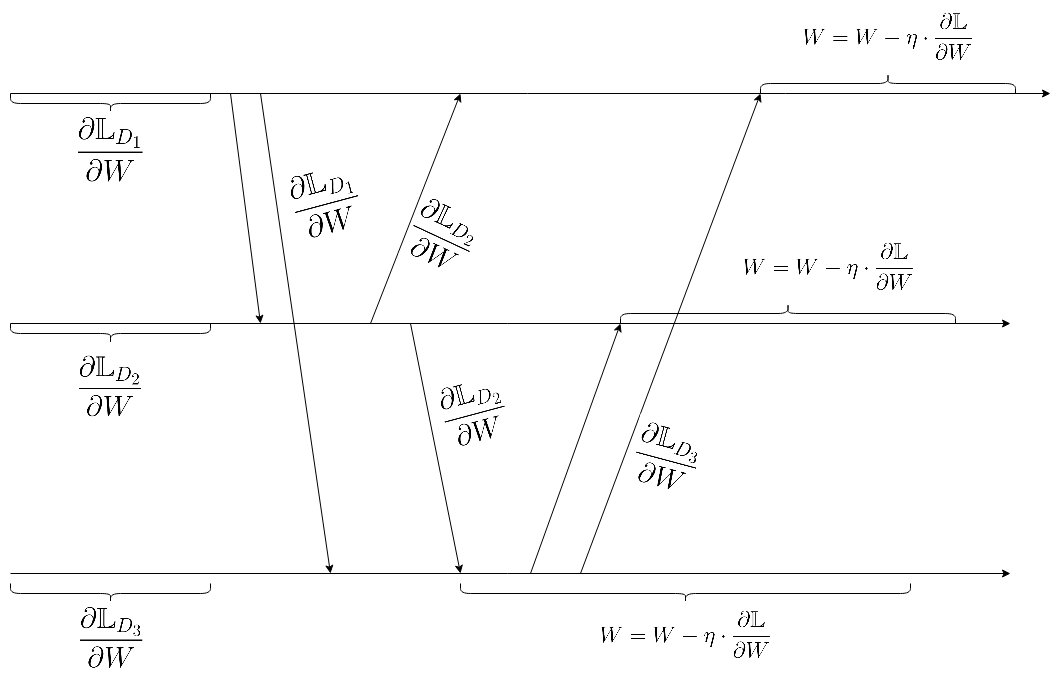 W = W − η · ∂𝕃/∂W
∂𝕃_{D_1}/∂W
∂𝕃_{D_1}/∂W
∂𝕃_{D_2}/∂W
W = W − η · ∂𝕃/∂W
∂𝕃_{D_2}/∂W
∂𝕃_{D_2}/∂W
∂𝕃_{D_3}/∂W
∂𝕃_{D_3}/∂W
W = W − η · ∂𝕃/∂W